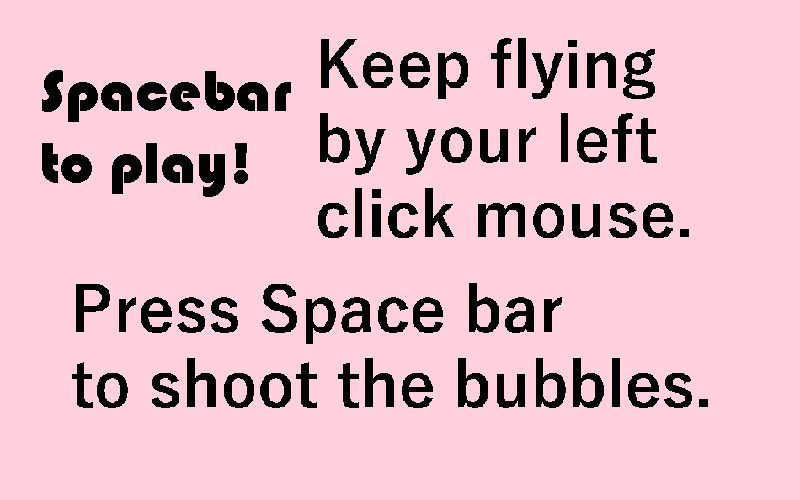 Spacebar
to play!
Keep flying
by your left
click mouse.
Press Space bar
to shoot the bubbles.